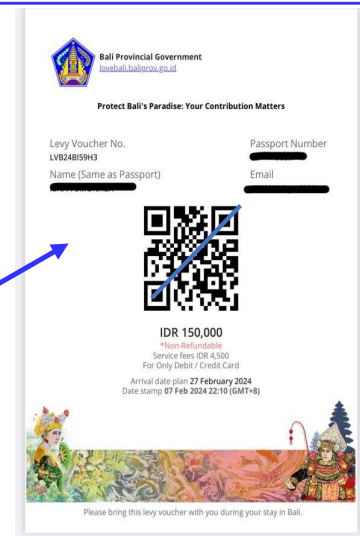 Bali Provincial Government
lovebali.baliprov.go.id
Protect Bali's Paradise: Your Contribution Matters
Levy Voucher No.
LVB24BI59H3
Passport Number
Name (Same as Passport)
Email
IDR 150,000
*Non-Refundable
Service fees IDR 4,500
For Only Debit / Credit Card
Arrival date plan 27 February 2024
Date stamp 07 Feb 2024 22:10 (GMT+8)
Please bring this levy voucher with you during your stay in Bali.